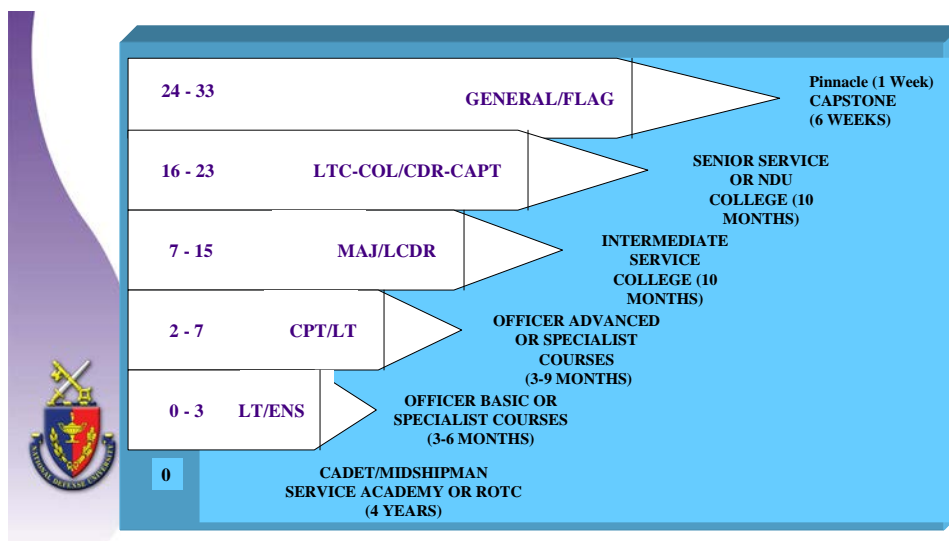 24 - 33
GENERAL/FLAG
Pinnacle (1 Week)
CAPSTONE
(6 WEEKS)
16 - 23
LTC-COL/CDR-CAPT
SENIOR SERVICE
OR NDU
COLLEGE (10
MONTHS)
7 - 15
MAJ/LCDR
INTERMEDIATE
SERVICE
COLLEGE (10
MONTHS)
2 - 7
CPT/LT
OFFICER ADVANCED
OR SPECIALIST
COURSES
(3-9 MONTHS)
0 - 3
LT/ENS
OFFICER BASIC OR
SPECIALIST COURSES
(3-6 MONTHS)
NATIONAL DEFENSE UNIVERSITY
0
CADET/MIDSHIPMAN
SERVICE ACADEMY OR ROTC
(4 YEARS)